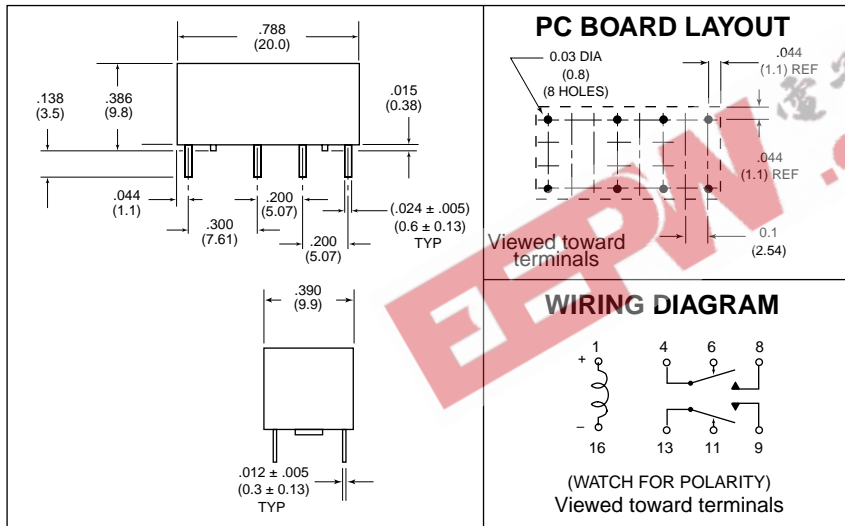 .788
(20.0)
.138
(3.5)
.386
(9.8)
.015
(0.38)
.044
(1.1)
.300
(7.61)
.200
(5.07)
.200
(5.07)
(.024 ± .005)
(0.6 ± 0.13)
TYP
.390
(9.9)
.012 ± .005
(0.3 ± 0.13)
TYP
PC BOARD LAYOUT
0.03 DIA
(0.8)
(8 HOLES)
.044
(1.1) REF
.044
(1.1) REF
0.1
(2.54)
Viewed toward
terminals
EEPW
WIRING DIAGRAM
1 4 6 8
+
–
16 13 11 9
(WATCH FOR POLARITY)
Viewed toward terminals